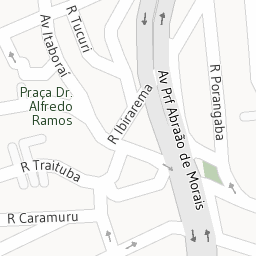 Av Itaboraí
R Tucuri
Praça Dr.
Alfredo
Ramos
R Ibirarema
Av Prf Abraão de Morais
R Porangaba
R Traituba
R Caramuru